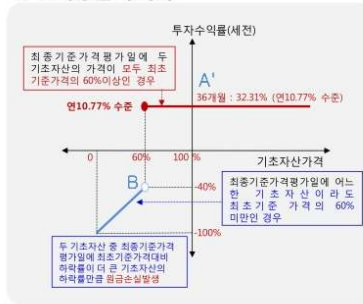 투자수익률(세전)
최종기준가격평가일에 두
기초자산의 가격이 모두 최초
기준가격의 60%이상인 경우
A'
연10.77% 수준
36개월 : 32.31% (연10.77% 수준)
0
60%
100 %
기초자산가격
B
-40%
최종기준가격평가일에 어느
한 기초자산이라도
최초기준 가격의 60%
미만인 경우
-100%
두 기초자산 중 최종기준가격
평가일에 최초기준가격대비
하락률이 더 큰 기초자산의
하락률만큼 원금손실발생